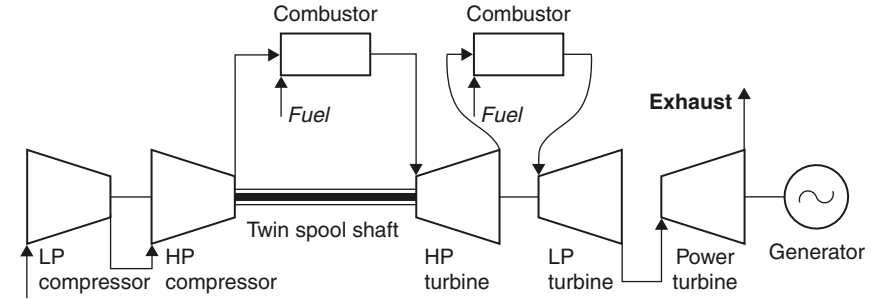 Combustor
Combustor
Fuel
Fuel
Exhaust
Twin spool shaft
LP
compressor
HP
compressor
HP
turbine
LP
turbine
Power
turbine
Generator